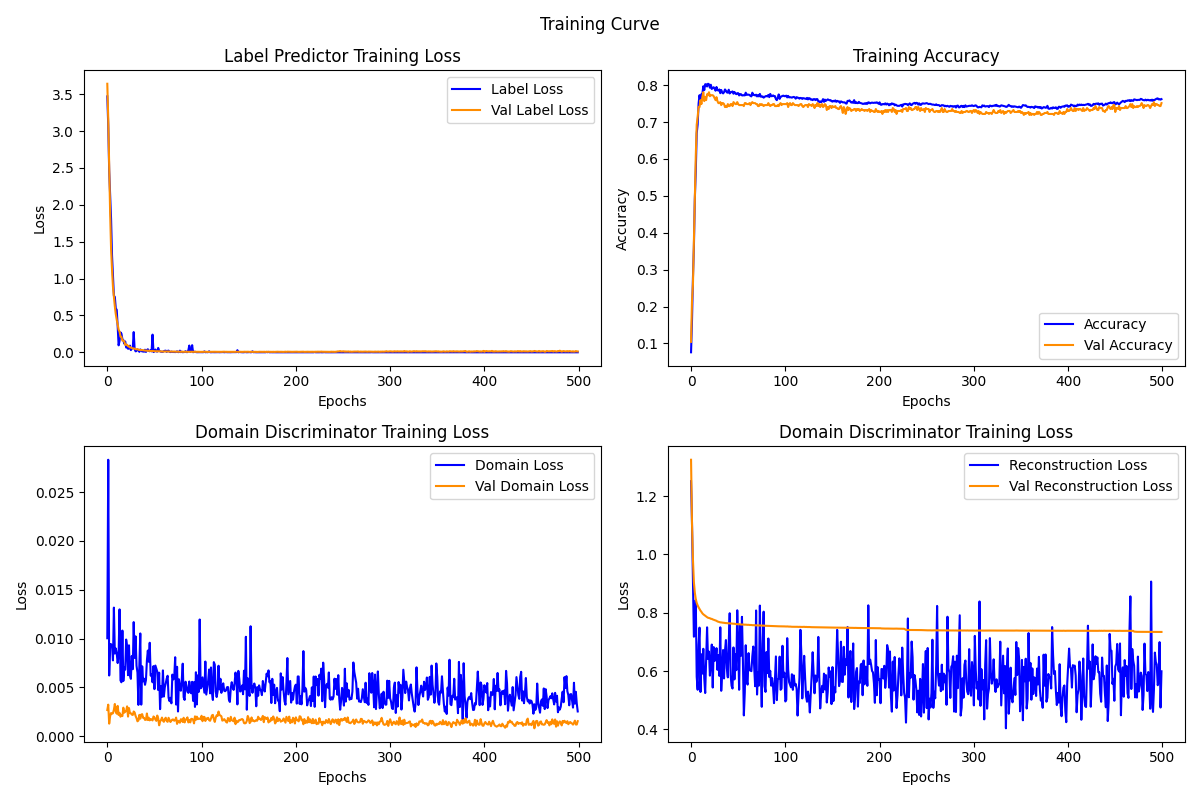 Training Curve
Label Predictor Training Loss
Loss
3.5
3.0
2.5
2.0
1.5
1.0
0.5
0.0
Label Loss
Val Label Loss
0 100 200 300 400 500
Epochs
Training Accuracy
Accuracy
0.8
0.7
0.6
0.5
0.4
0.3
0.2
0.1
Accuracy
Val Accuracy
0 100 200 300 400 500
Epochs
Domain Discriminator Training Loss
Loss
0.025
0.020
0.015
0.010
0.005
0.000
Domain Loss
Val Domain Loss
0 100 200 300 400 500
Epochs
Domain Discriminator Training Loss
Loss
1.2
1.0
0.8
0.6
0.4
Reconstruction Loss
Val Reconstruction Loss
0 100 200 300 400 500
Epochs